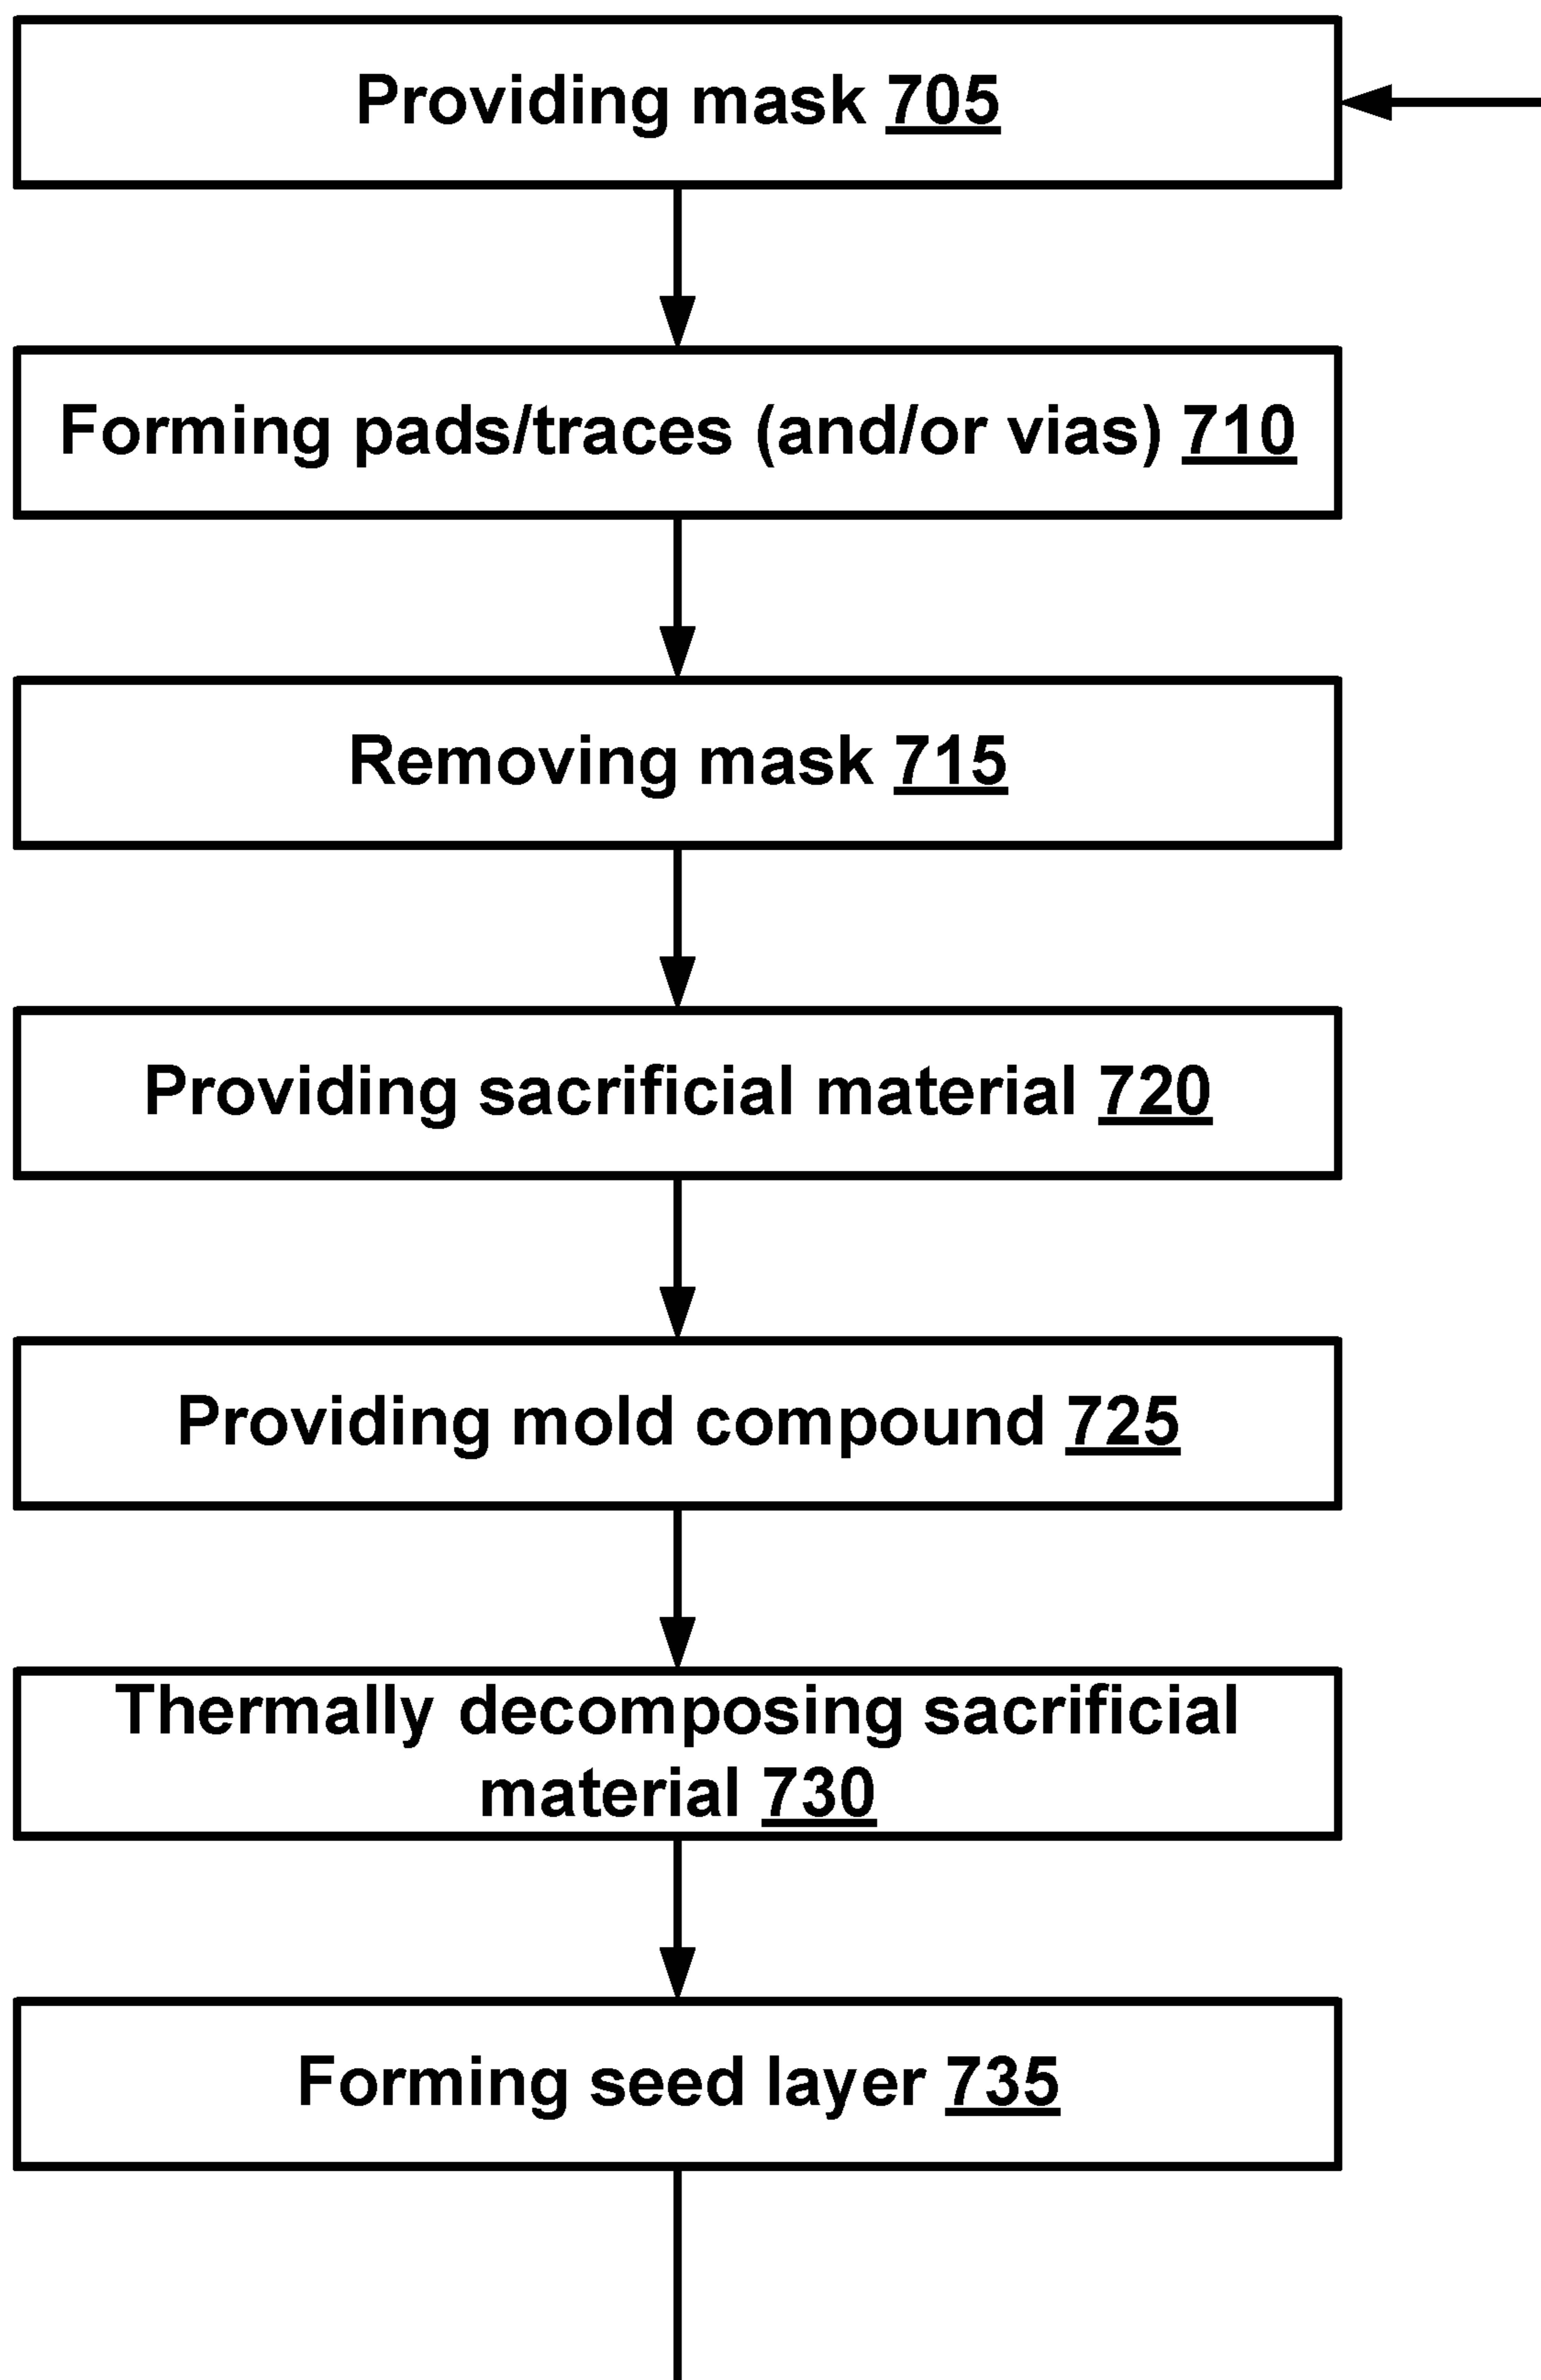 Providing mask 705
Forming pads/traces (and/or vias) 710
Removing mask 715
Providing sacrificial material 720
Providing mold compound 725
Thermally decomposing sacrificial
material 730
Forming seed layer 735